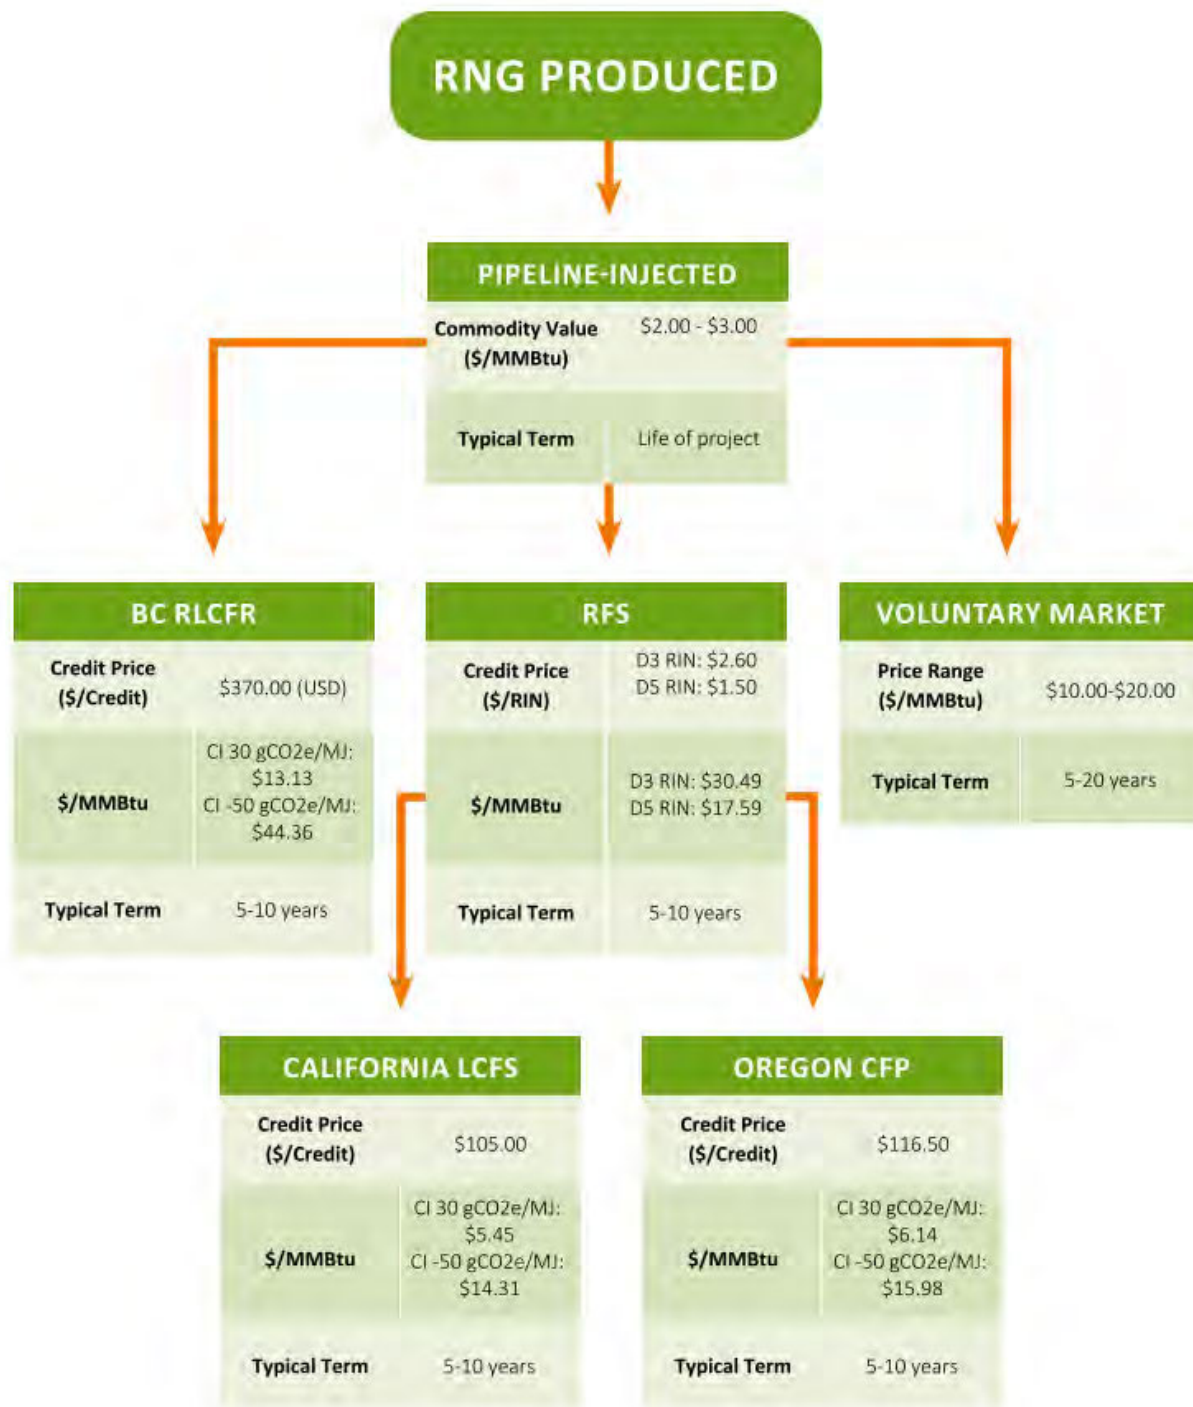 RNG PRODUCED
PIPELINE-INJECTED
Commodity Value
($/MMBtu)
$2.00 - $3.00
Typical Term
Life of project
BC RLCFR
Credit Price
($/Credit)
$370.00 (USD)
$/MMBtu
CI 30 gCO2e/MJ:
$13.13
CI -50 gCO2e/MJ:
$44.36
Typical Term
5-10 years
RFS
Credit Price
($/RIN)
D3 RIN: $2.60
D5 RIN: $1.50
$/MMBtu
D3 RIN: $30.49
D5 RIN: $17.59
Typical Term
5-10 years
VOLUNTARY MARKET
Price Range
($/MMBtu)
$10.00-$20.00
Typical Term
5-20 years
CALIFORNIA LCFS
Credit Price
($/Credit)
$105.00
$/MMBtu
CI 30 gCO2e/MJ:
$5.45
CI -50 gCO2e/MJ:
$14.31
Typical Term
5-10 years
OREGON CFP
Credit Price
($/Credit)
$116.50
$/MMBtu
CI 30 gCO2e/MJ:
$6.14
CI -50 gCO2e/MJ:
$15.98
Typical Term
5-10 years